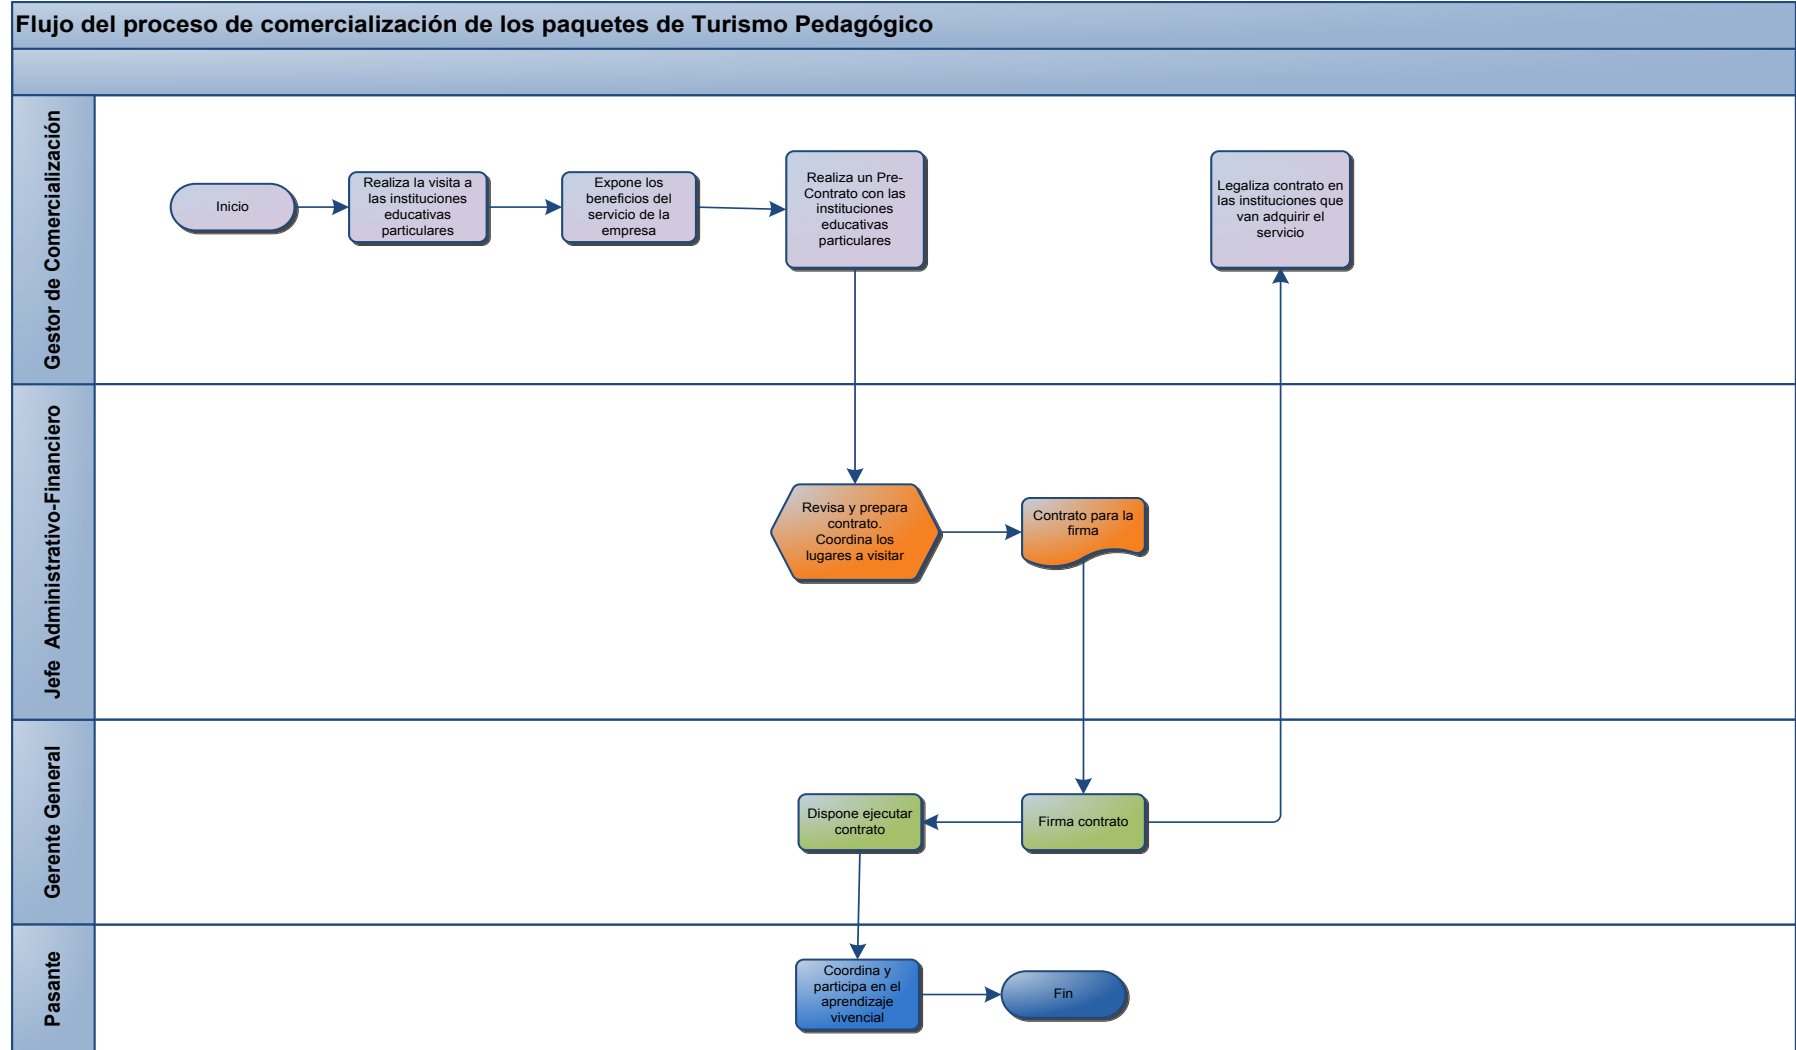 Flujo del proceso de comercialización de los paquetes de Turismo Pedagógico
Gestor de Comercialización
Inicio
Realiza la visita a
las instituciones
educativas
particulares
Expone los
beneficios del
servicio de la
empresa
Realiza un Pre-
Contrato con las
instituciones
educativas
particulares
Legaliza contrato en
las instituciones que
van adquirir el
servicio
Jefe Administrativo-Financiero
Revisa y prepara
contrato.
Coordina los
lugares a visitar
Contrato para la
firma
Gerente General
Dispone ejecutar
contrato
Firma contrato
Pasante
Coordina y
participa en el
aprendizaje
vivencial
Fin